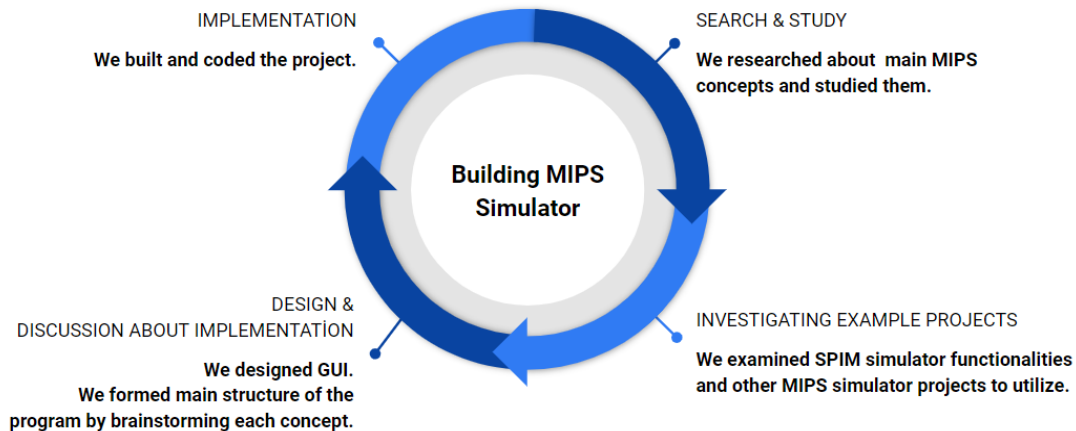 IMPLEMENTATION
We built and coded the project.
SEARCH & STUDY
We researched about main MIPS
concepts and studied them.
Building MIPS
Simulator
DESIGN &
DISCUSSION ABOUT IMPLEMENTATİON
We designed GUI.
We formed main structure of the
program by brainstorming each concept.
INVESTIGATING EXAMPLE PROJECTS
We examined SPIM simulator functionalities
and other MIPS simulator projects to utilize.